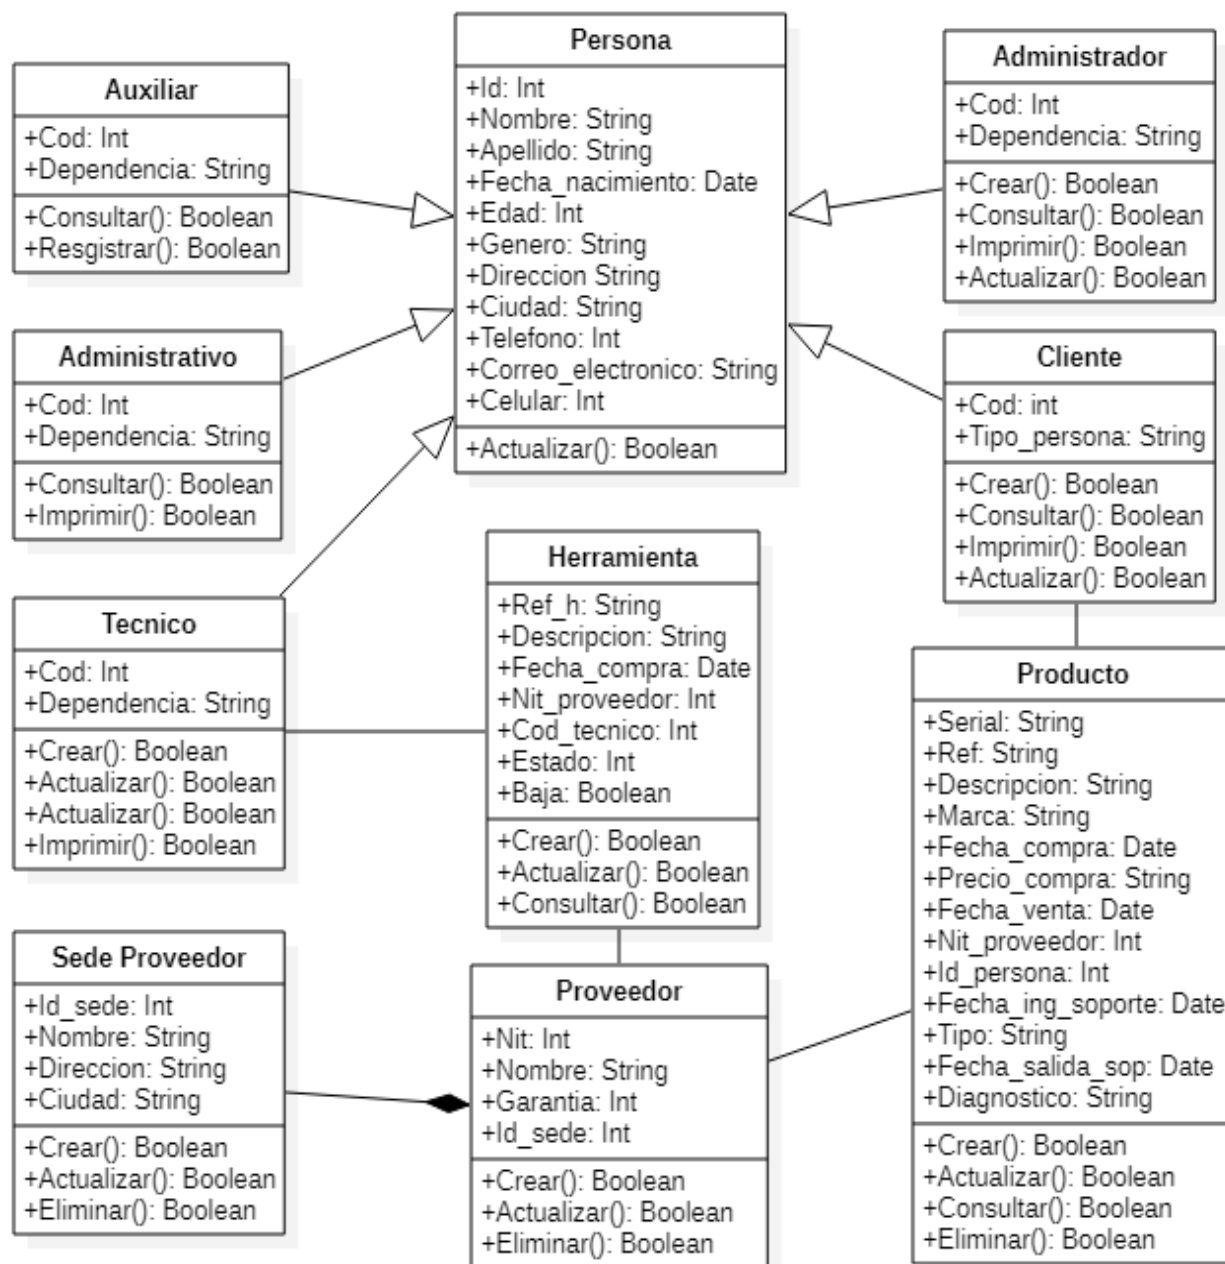 Auxiliar
+Cod: Int
+Dependencia: String
+Consultar(): Boolean
+Resgistrar(): Boolean
Persona
+Id: Int
+Nombre: String
+Apellido: String
+Fecha_nacimiento: Date
+Edad: Int
+Genero: String
+Direccion String
+Ciudad: String
+Telefono: Int
+Correo_electronico: String
+Celular: Int
+Actualizar(): Boolean
Administrador
+Cod: Int
+Dependencia: String
+Crear(): Boolean
+Consultar(): Boolean
+Imprimir(): Boolean
+Actualizar(): Boolean
Administrativo
+Cod: Int
+Dependencia: String
+Consultar(): Boolean
+Imprimir(): Boolean
Cliente
+Cod: int
+Tipo_persona: String
+Crear(): Boolean
+Consultar(): Boolean
+Imprimir(): Boolean
+Actualizar(): Boolean
Tecnico
+Cod: Int
+Dependencia: String
+Crear(): Boolean
+Actualizar(): Boolean
+Actualizar(): Boolean
+Imprimir(): Boolean
Herramienta
+Ref_h: String
+Descripcion: String
+Fecha_compra: Date
+Nit_proveedor: Int
+Cod_tecnico: Int
+Estado: Int
+Baja: Boolean
+Crear(): Boolean
+Actualizar(): Boolean
+Consultar(): Boolean
Producto
+Serial: String
+Ref: String
+Descripcion: String
+Marca: String
+Fecha_compra: Date
+Precio_compra: String
+Fecha_venta: Date
+Nit_proveedor: Int
+Id_persona: Int
+Fecha_ing_soporte: Date
+Tipo: String
+Fecha_salida_sop: Date
+Diagnostico: String
+Crear(): Boolean
+Actualizar(): Boolean
+Consultar(): Boolean
+Eliminar(): Boolean
Sede Proveedor
+Id_sede: Int
+Nombre: String
+Direccion: String
+Ciudad: String
+Crear(): Boolean
+Actualizar(): Boolean
+Eliminar(): Boolean
Proveedor
+Nit: Int
+Nombre: String
+Garantia: Int
+Id_sede: Int
+Crear(): Boolean
+Actualizar(): Boolean
+Eliminar(): Boolean